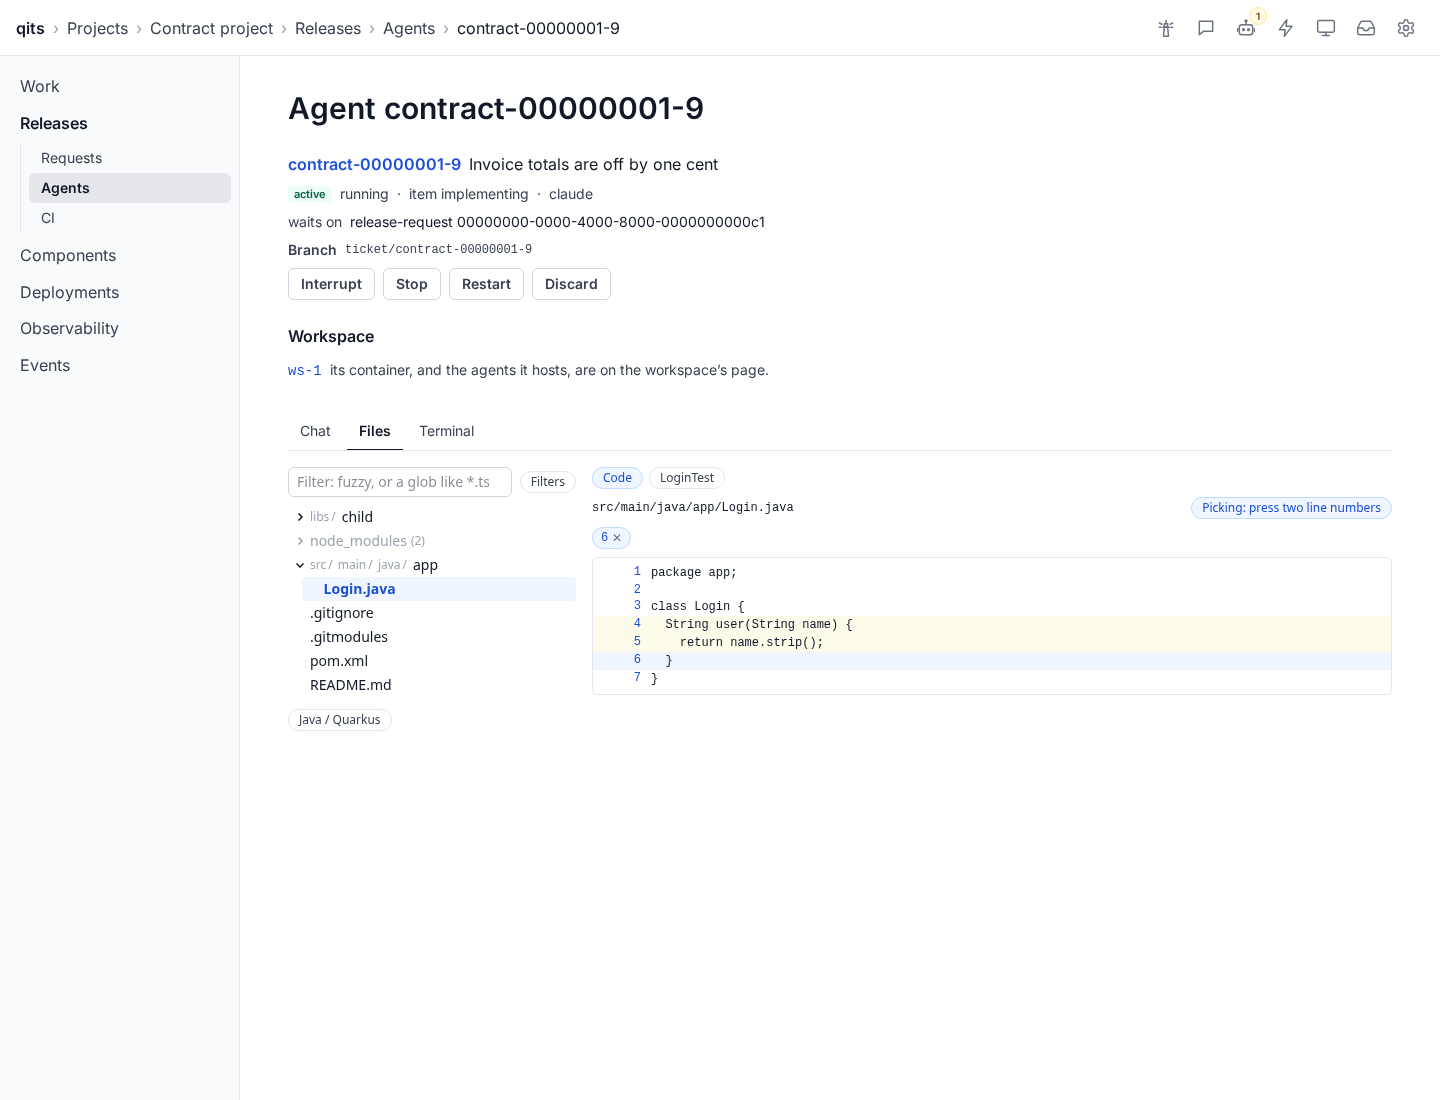 qits › Projects › Contract project › Releases › Agents › contract-00000001-9
1
Work
Releases
Requests
Agents
CI
Components
Deployments
Observability
Events
Agent contract-00000001-9
contract-00000001-9 Invoice totals are off by one cent
active running · item implementing · claude
waits on release-request 00000000-0000-4000-8000-0000000000c1
Branch ticket/contract-00000001-9
Interrupt Stop Restart Discard
Workspace
ws-1 its container, and the agents it hosts, are on the workspace’s page.
Chat Files Terminal
Filter: fuzzy, or a glob like *.ts Filters
libs/ child
node_modules (2)
src/ main/ java/ app
Login.java
.gitignore
.gitmodules
pom.xml
README.md
Java / Quarkus
Code LoginTest
src/main/java/app/Login.java Picking: press two line numbers
6 ×
1 package app;
2
3 class Login {
4   String user(String name) {
5     return name.strip();
6   }
7 }